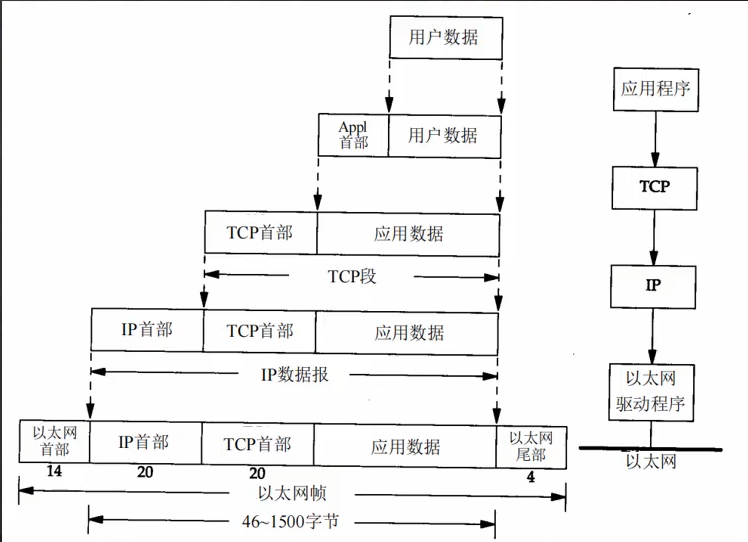 用户数据
Appl
首部
用户数据
应用程序
TCP首部
应用数据
TCP
TCP段
IP首部
TCP首部
应用数据
IP
IP数据报
以太网
驱动程序
以太网
首部
IP首部
TCP首部
应用数据
以太网
尾部
以太网
14
20
20
4
以太网帧
46~1500字节